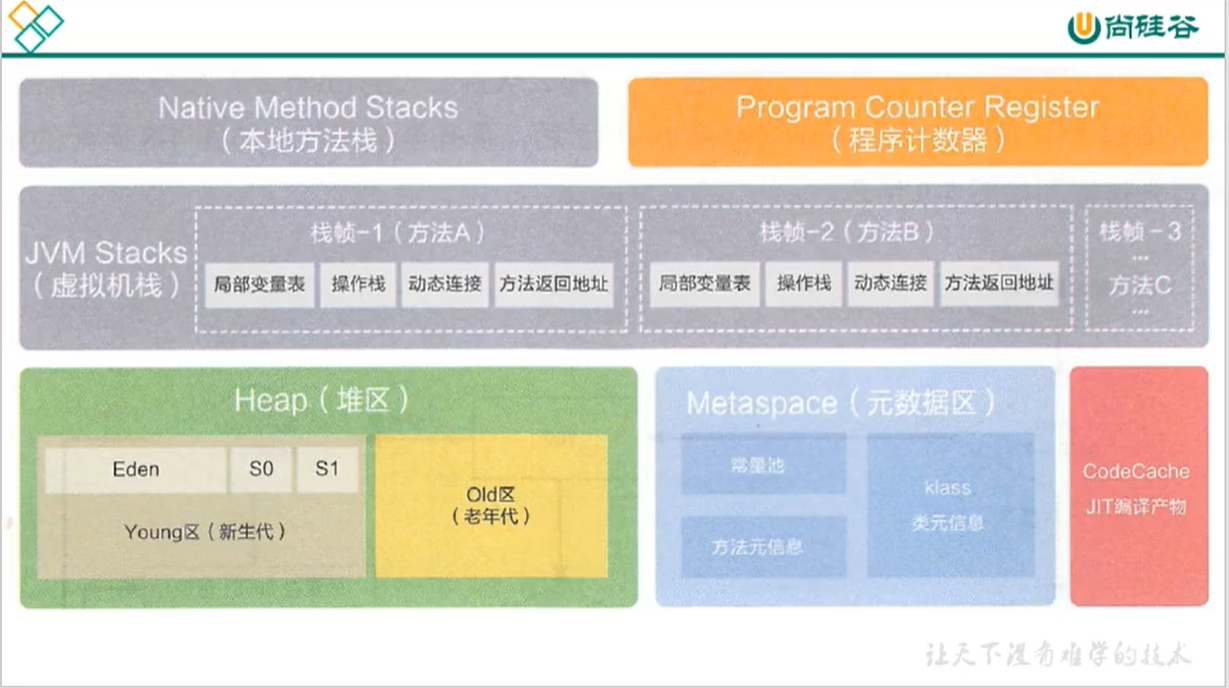 尚硅谷
Native Method Stacks
（本地方法栈）
Program Counter Register
（程序计数器）
JVM Stacks
（虚拟机栈）
栈帧-1（方法A）
局部变量表
操作栈
动态连接
方法返回地址
栈帧-2（方法B）
局部变量表
操作栈
动态连接
方法返回地址
栈帧-3
...
方法C
...
Heap（堆区）
Eden
S0
S1
Young区（新生代）
Old区
（老年代）
Metaspace（元数据区）
常量池
方法元信息
klass
类元信息
CodeCache
JIT编译产物
让天下没有难学的技术